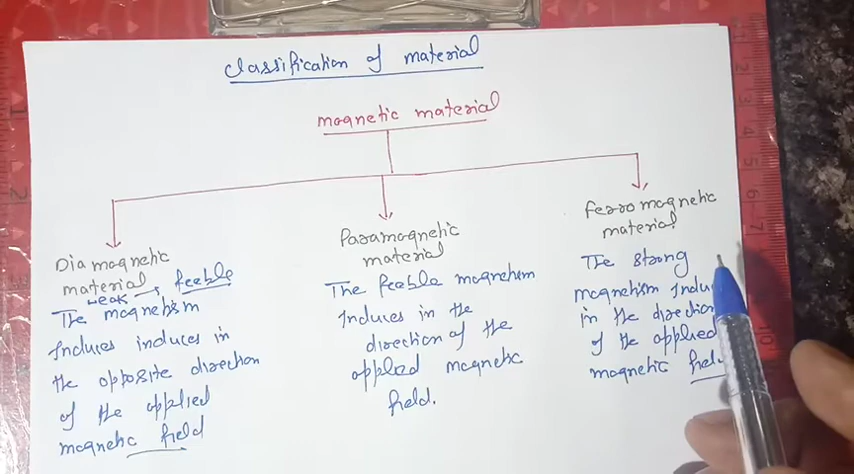 classification of material
magnetic material
Diamagnetic
material
weak → feeble
The magnetism
Induces induces in
the opposite direction
of the applied
magnetic field
Paramagnetic
material
The feeble magnetism
Induces in the
direction of the
applied magnetic
field.
Ferro magnetic
material
The strong
magnetism
in the direction
of the applied
magnetic